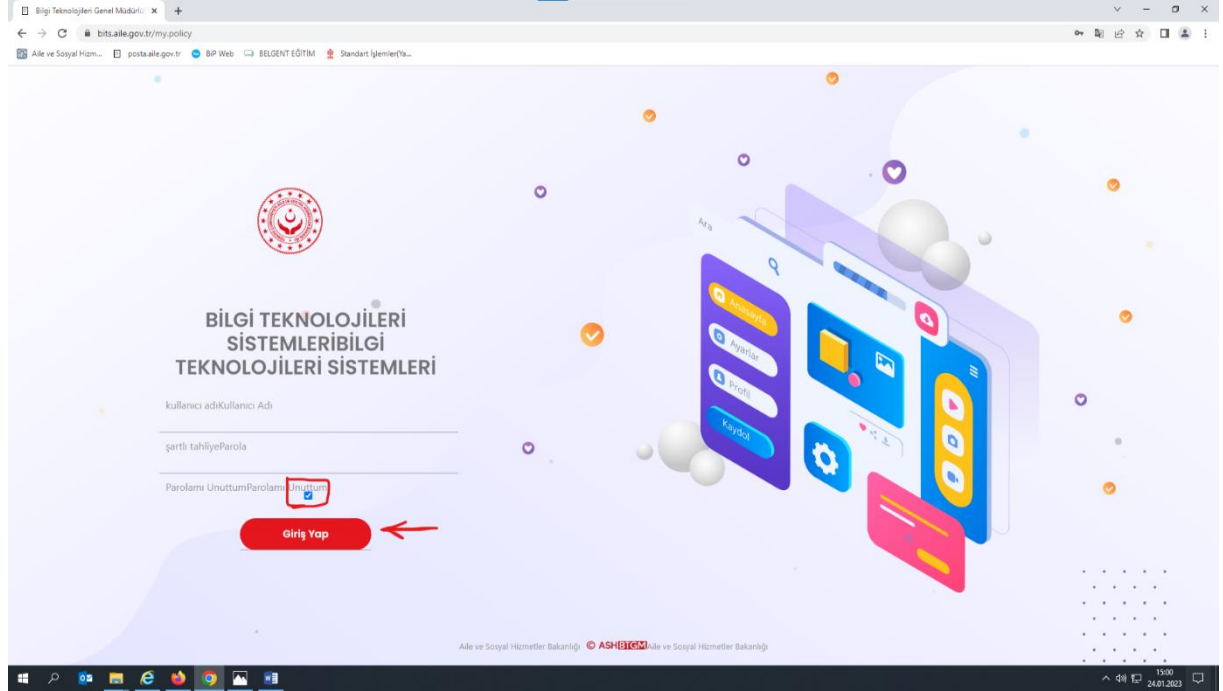 Bilgi Teknolojileri Genel Müdürlü
bits.aile.gov.tr/my.policy
Aile ve Sosyal Hizm... posta.aile.gov.tr BiP Web BELGENT EĞİTİM Standart İşlemler(Ya...
BİLGİ TEKNOLOJİLERİ
SİSTEMLERİBİLGİ
TEKNOLOJİLERİ SİSTEMLERİ
kullanıcı adıKullanıcı Adı
şartlı tahliyeParola
Parolamı UnuttumParolamı Unuttum
Giriş Yap
Ara
Anasayfa
Ayarlar
Profil
Kaydol
Aile ve Sosyal Hizmetler Bakanlığı © ASHBTGM Aile ve Sosyal Hizmetler Bakanlığı
15:00
24.01.2023